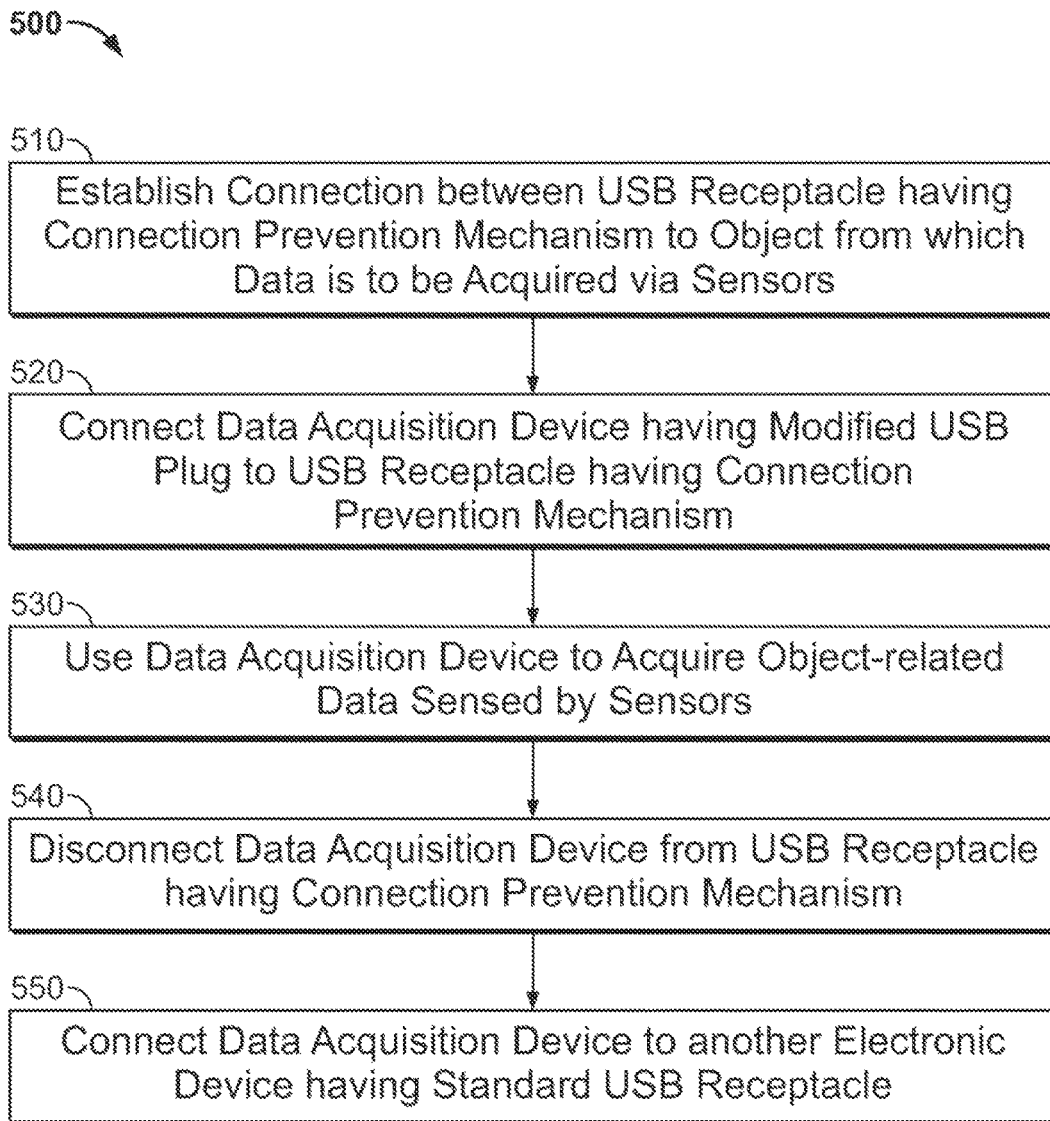 500
510
Establish Connection between USB Receptacle having
Connection Prevention Mechanism to Object from which
Data is to be Acquired via Sensors
520
Connect Data Acquisition Device having Modified USB
Plug to USB Receptacle having Connection
Prevention Mechanism
530
Use Data Acquisition Device to Acquire Object-related
Data Sensed by Sensors
540
Disconnect Data Acquisition Device from USB Receptacle
having Connection Prevention Mechanism
550
Connect Data Acquisition Device to another Electronic
Device having Standard USB Receptacle